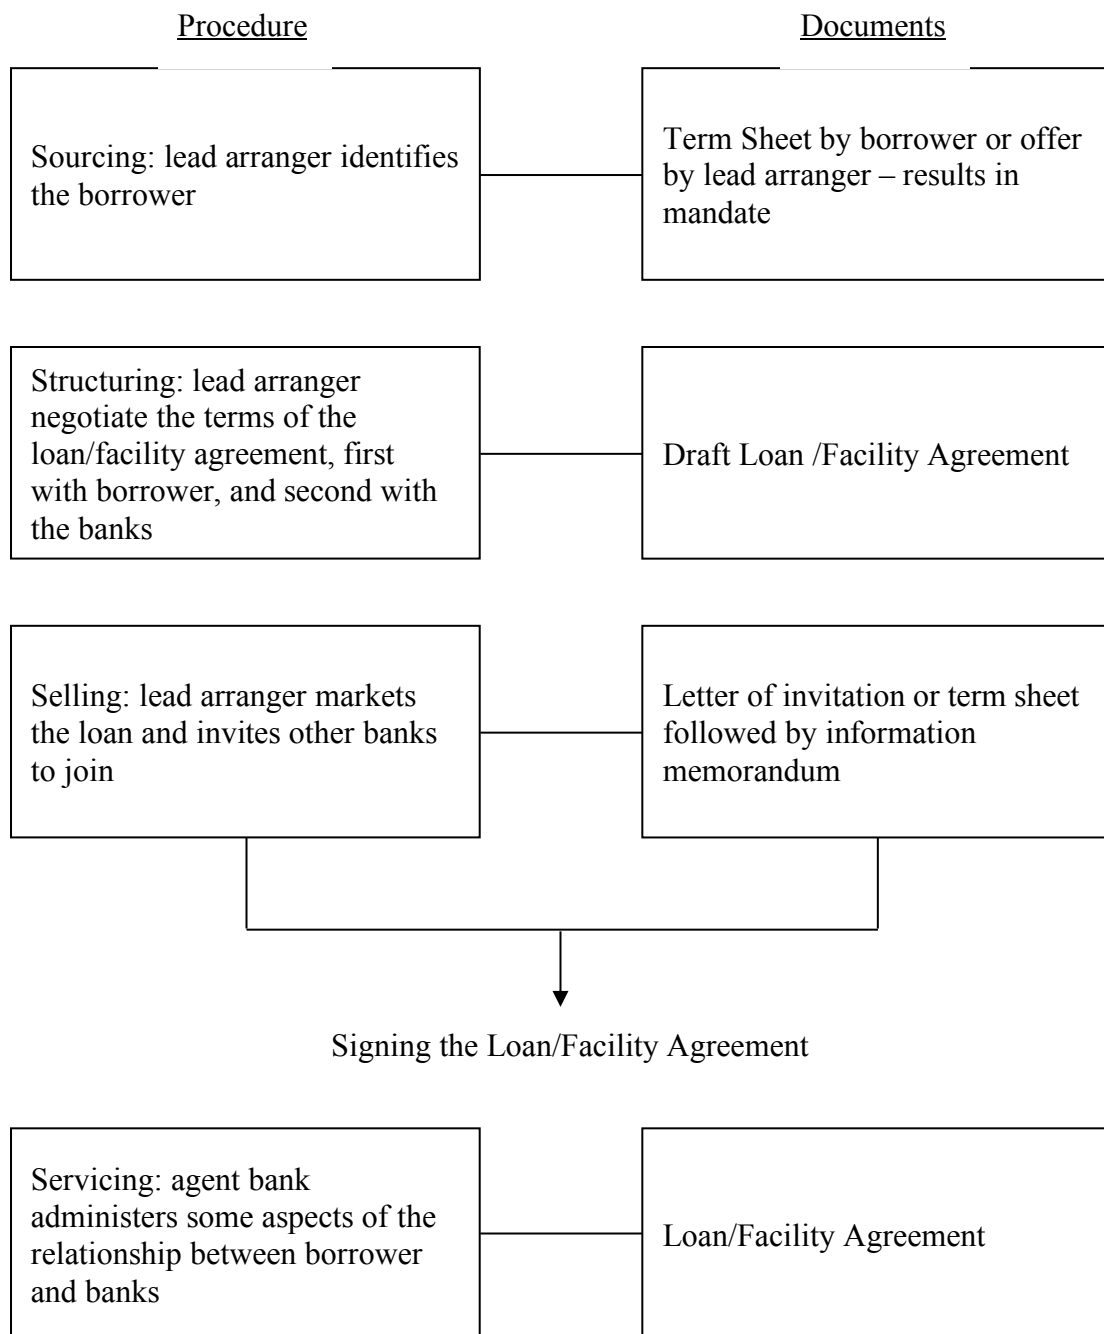 Procedure
Documents
Sourcing: lead arranger identifies
the borrower
Term Sheet by borrower or offer
by lead arranger – results in
mandate
Structuring: lead arranger
negotiate the terms of the
loan/facility agreement, first
with borrower, and second with
the banks
Draft Loan /Facility Agreement
Selling: lead arranger markets
the loan and invites other banks
to join
Letter of invitation or term sheet
followed by information
memorandum
Signing the Loan/Facility Agreement
Servicing: agent bank
administers some aspects of the
relationship between borrower
and banks
Loan/Facility Agreement